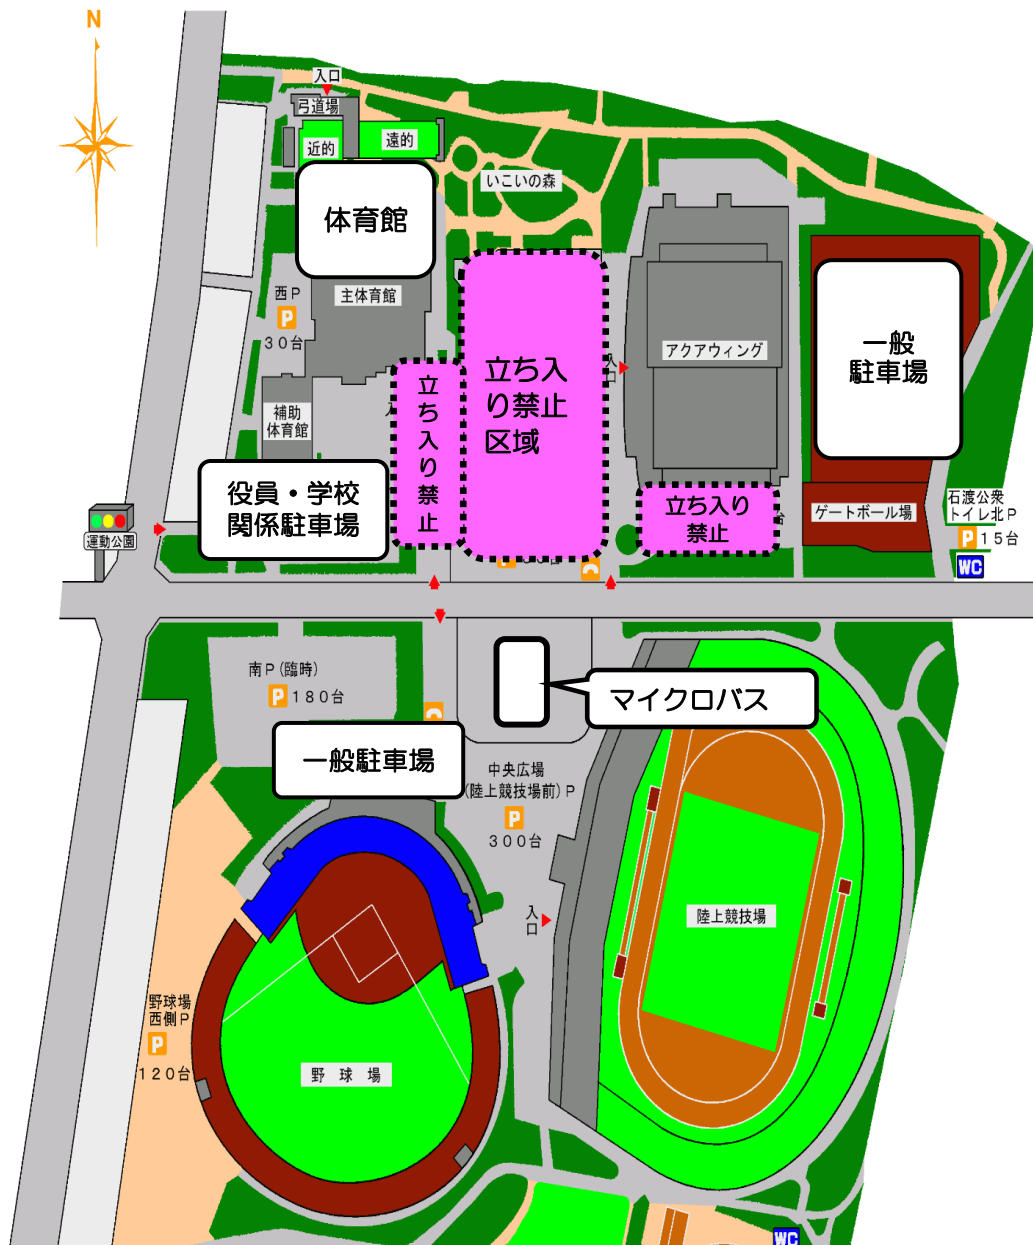 N
入口
弓道場
近的
遠的
いこいの森
体育館
西P
P
30台
主体育館
アクアウィング
入口
一般
駐車場
立ち入り禁止
立ち入
り禁止
区域
補助
体育館
役員・学校
関係駐車場
立ち入り
禁止
ゲートボール場
石渡公衆
トイレ北P
P 15台
WC
運動公園
南P(臨時)
P 180台
マイクロバス
一般駐車場
中央広場
(陸上競技場前)P
P
300台
入口
陸上競技場
野球場
西側P
P
120台
野球場
WC